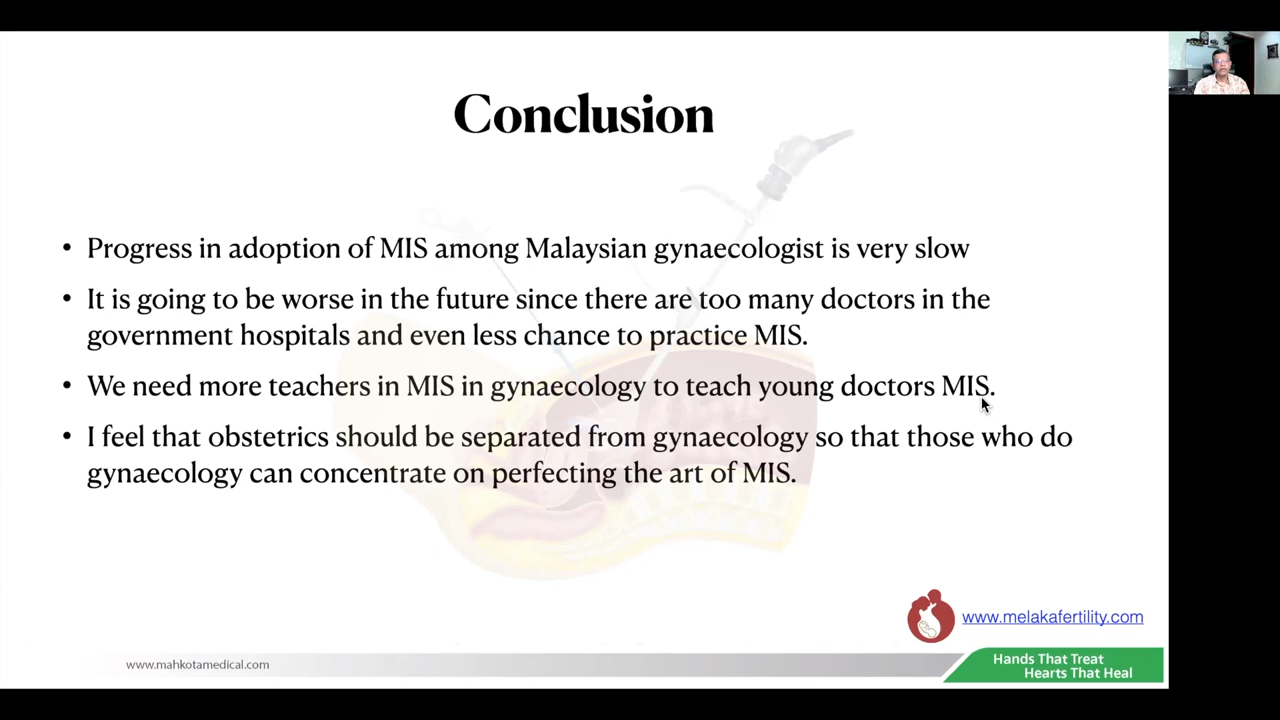 Conclusion
• Progress in adoption of MIS among Malaysian gynaecologist is very slow
• It is going to be worse in the future since there are too many doctors in the
government hospitals and even less chance to practice MIS.
• We need more teachers in MIS in gynaecology to teach young doctors MIS.
• I feel that obstetrics should be separated from gynaecology so that those who do
gynaecology can concentrate on perfecting the art of MIS.
www.melakafertility.com
www.mahkotamedical.com
Hands That Treat
Hearts That Heal